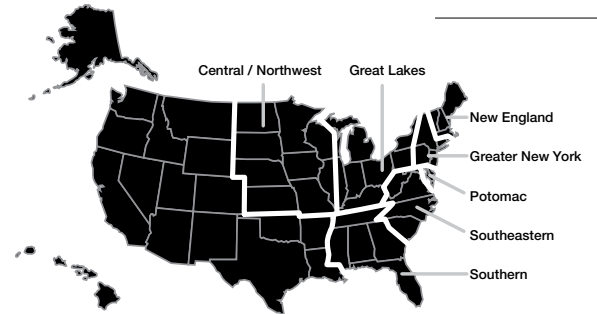 Central / Northwest
Great Lakes
New England
Greater New York
Potomac
Southeastern
Southern